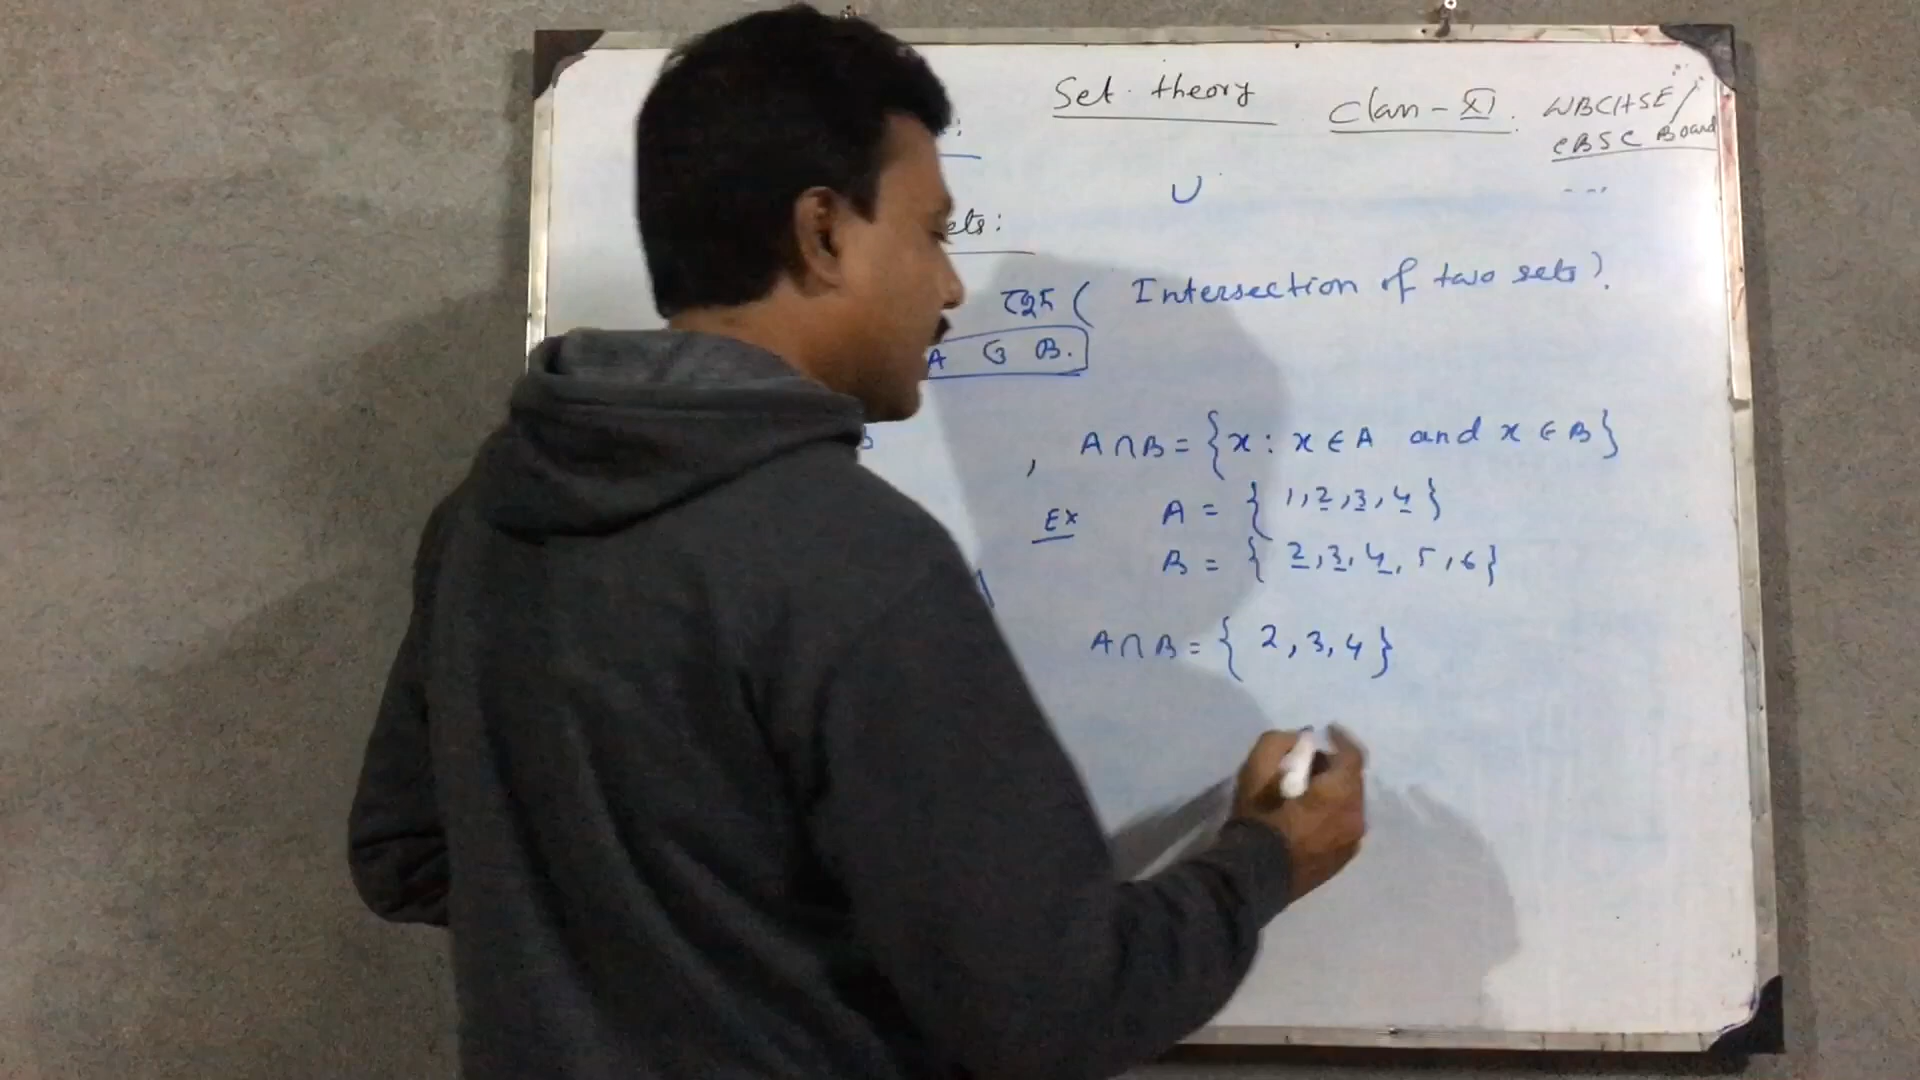 Set theory Class - XI. WBCHSE/
CBSE Board
∪
ets:
ছেদ ( Intersection of two sets).
A ও B.
B , A∩B = {x : x ∈ A and x ∈ B}
Ex A = { 1, 2, 3, 4 }
B = { 2, 3, 4, 5, 6 }
A∩B = { 2, 3, 4 }